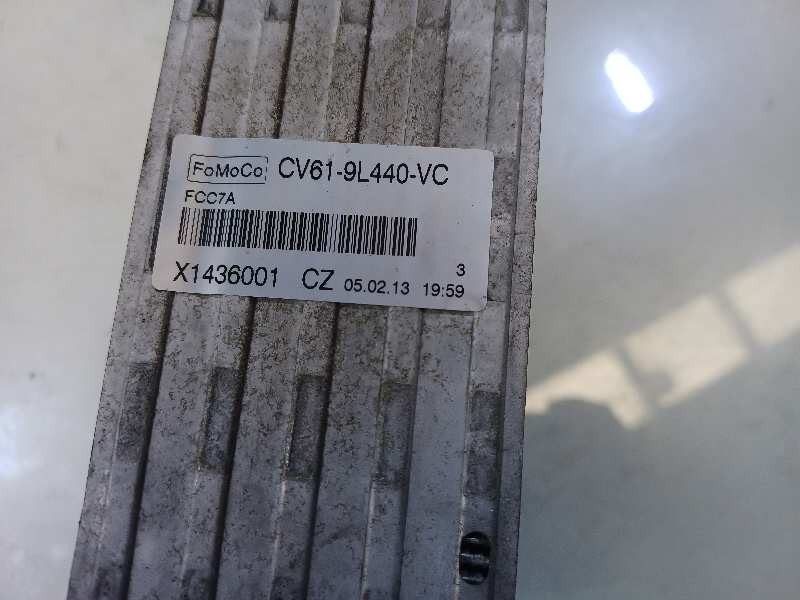 FoMoCo CV61-9L440-VC
FCC7A
3
X1436001 CZ 05.02.13 19:59